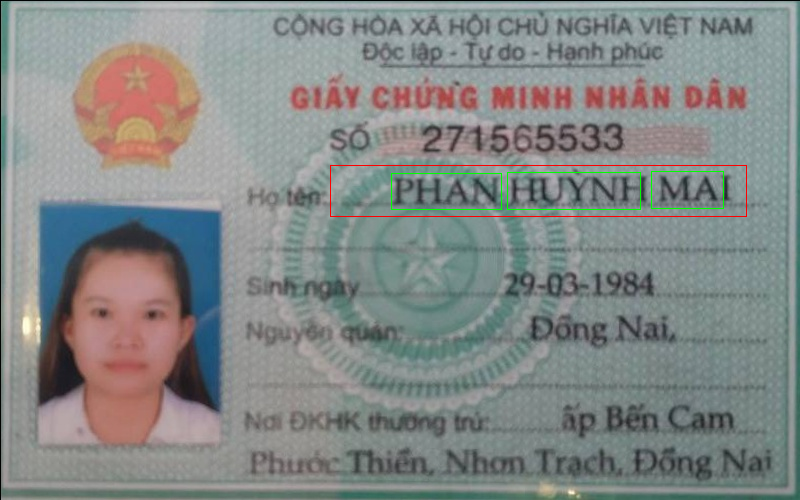 CỘNG HÒA XÃ HỘI CHỦ NGHĨA VIỆT NAM
Độc lập - Tự do - Hạnh phúc
GIẤY CHỨNG MINH NHÂN DÂN
SỐ 271565533
Họ tên: PHAN HUỲNH MAI
Sinh ngày 29-03-1984
Nguyên quán: Đồng Nai,
Nơi ĐKHK thường trú: ấp Bến Cam
Phước Thiền, Nhơn Trạch, Đồng Nai